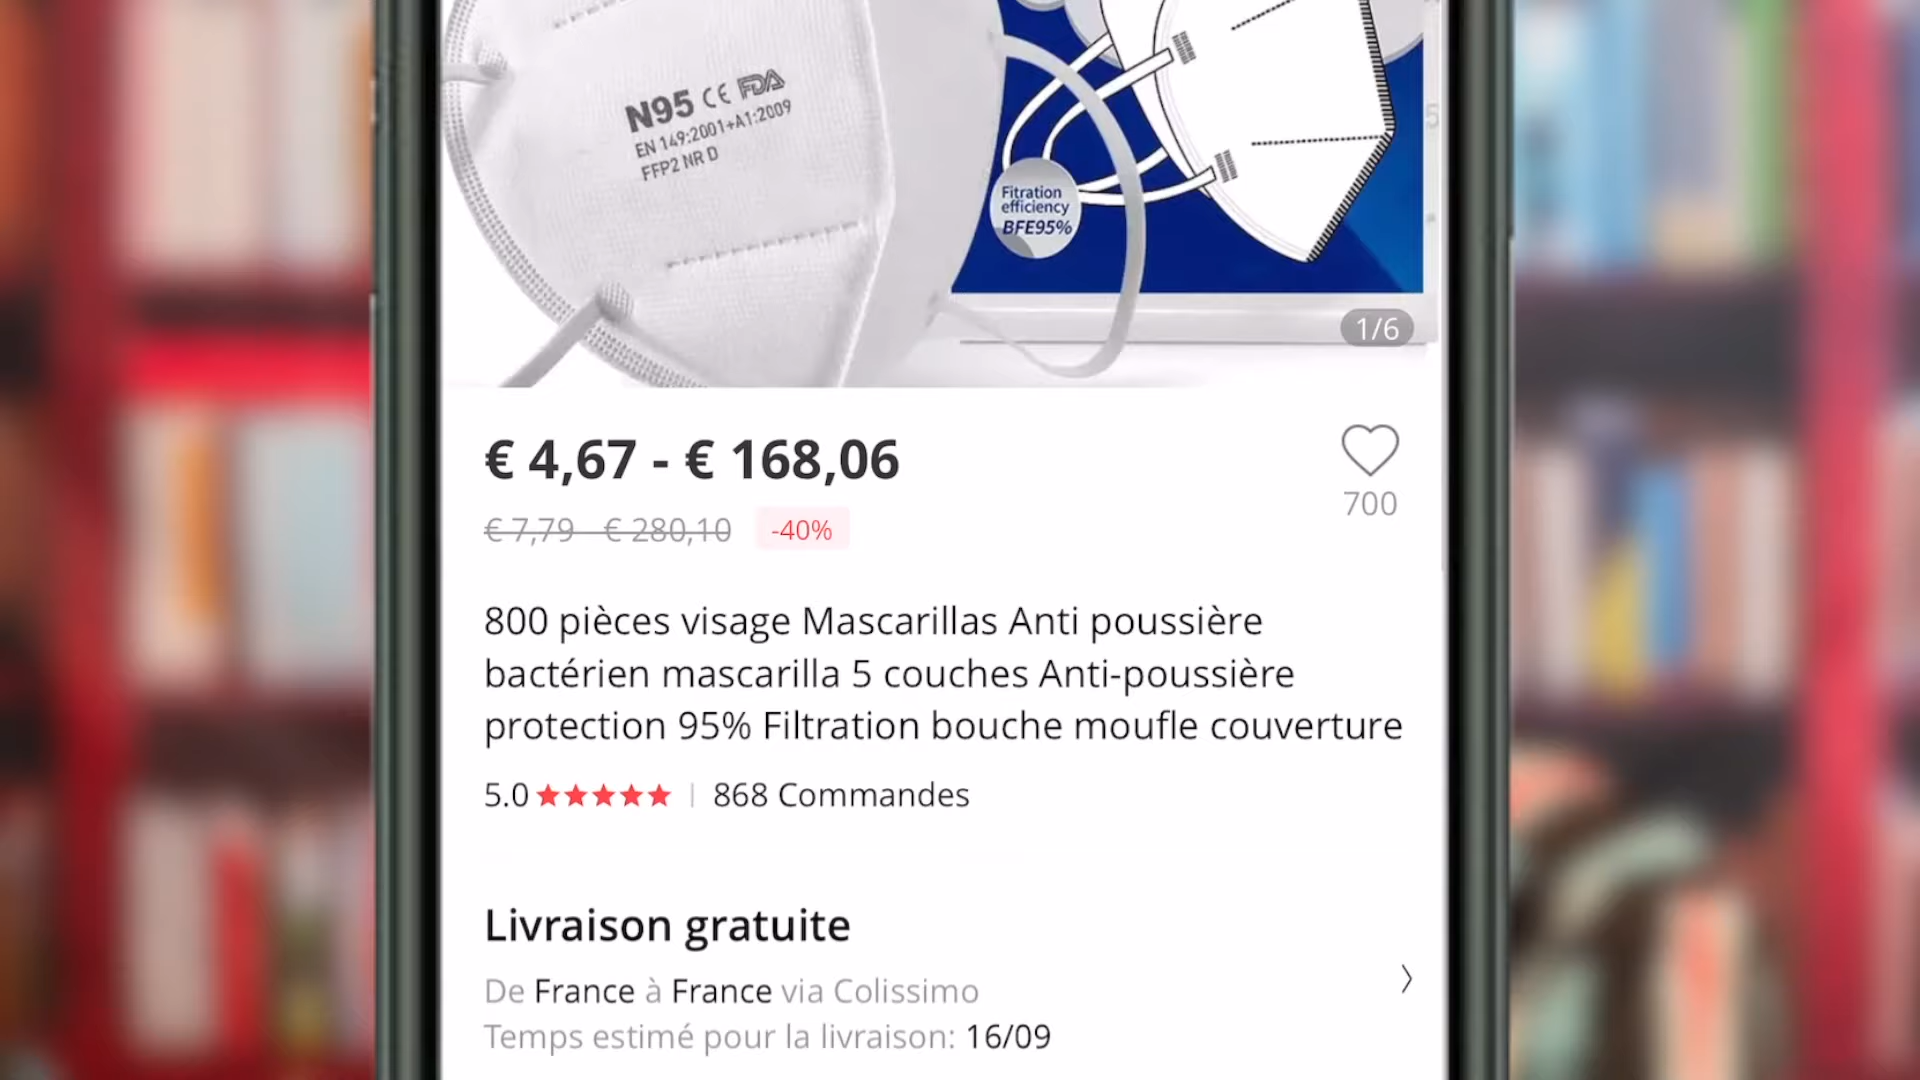 N95 CE FDA
EN 149:2001+A1:2009
FFP2 NR D
Fitration
efficiency
BFE95%
1/6
€ 4,67 - € 168,06
€ 7,79 - € 280,10 -40%
700
800 pièces visage Mascarillas Anti poussière
bactérien mascarilla 5 couches Anti-poussière
protection 95% Filtration bouche moufle couverture
5.0 ★★★★★ | 868 Commandes
Livraison gratuite
De France à France via Colissimo
Temps estimé pour la livraison: 16/09